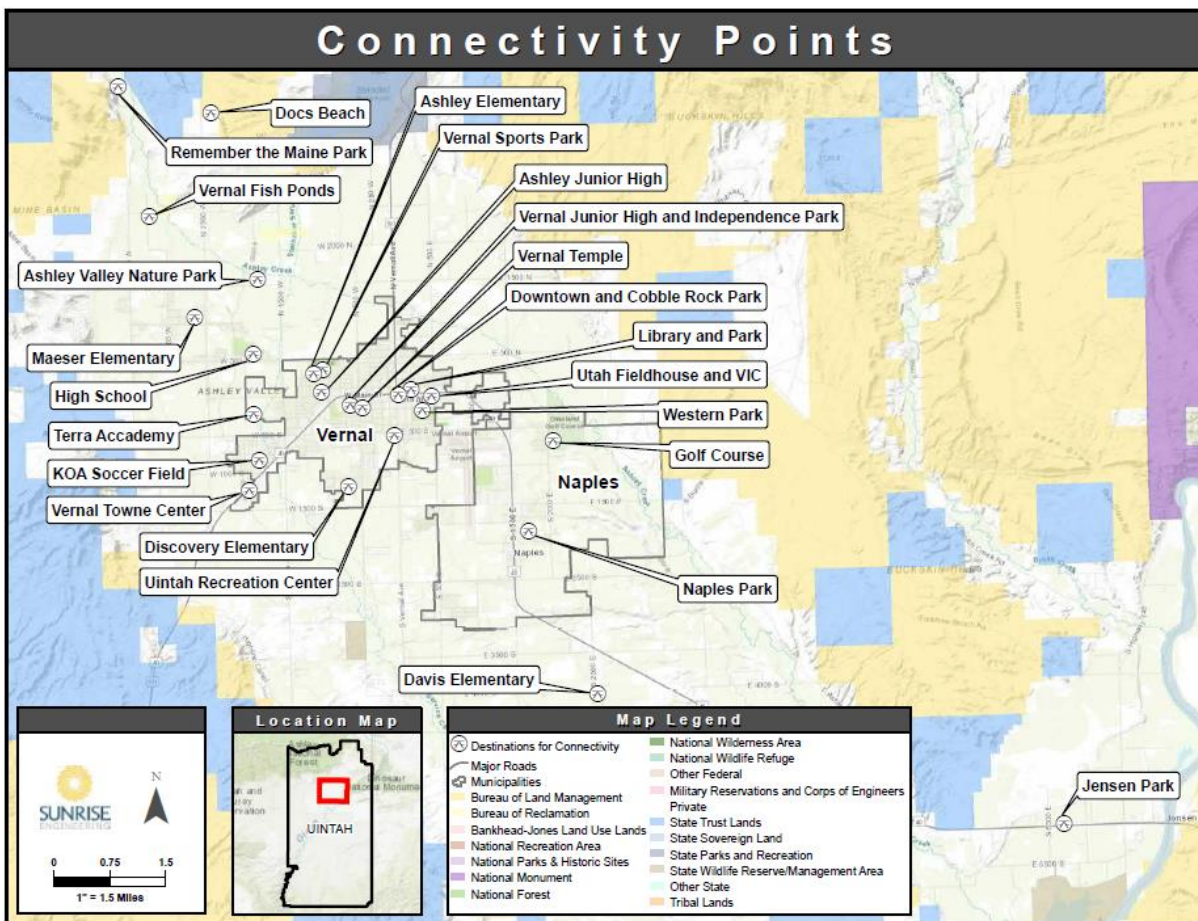 Connectivity Points
Ashley Elementary
Docs Beach
Vernal Sports Park
Remember the Maine Park
Ashley Junior High
Vernal Fish Ponds
Vernal Junior High and Independence Park
Vernal Temple
Ashley Valley Nature Park
Downtown and Cobble Rock Park
Library and Park
Maeser Elementary
Utah Fieldhouse and VIC
High School
ASHLEY VALLEY
Western Park
Terra Accademy
Vernal
Golf Course
KOA Soccer Field
Naples
Vernal Towne Center
Discovery Elementary
Naples
Uintah Recreation Center
Naples Park
BUCKSKIN HILLS
Davis Elementary
Jensen Park
SUNRISE
ENGINEERING
N
0 0.75 1.5
1" = 1.5 Miles
Location Map
UINTAH
Map Legend
Destinations for Connectivity
Major Roads
Municipalities
Bureau of Land Management
Bureau of Reclamation
Bankhead-Jones Land Use Lands
National Recreation Area
National Parks & Historic Sites
National Monument
National Forest
National Wilderness Area
National Wildlife Refuge
Other Federal
Military Reservations and Corps of Engineers
Private
State Trust Lands
State Sovereign Land
State Parks and Recreation
State Wildlife Reserve/Management Area
Other State
Tribal Lands